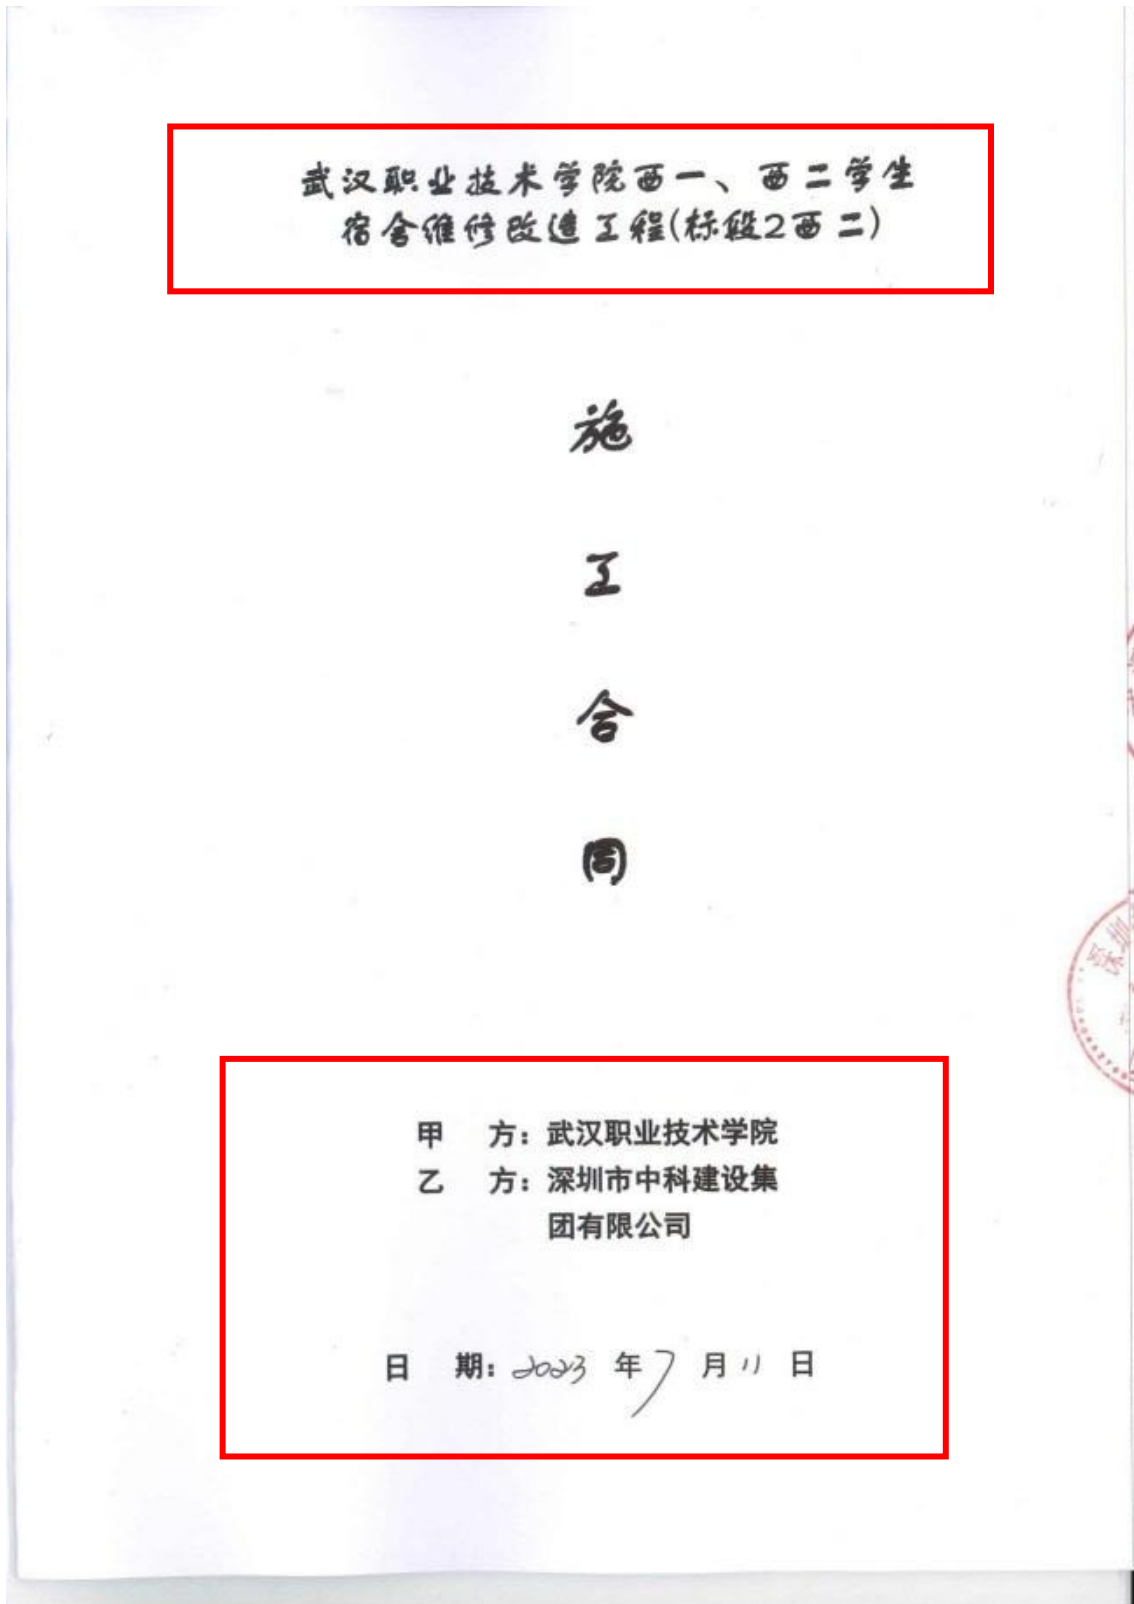 武汉职业技术学院西一、西二学生
宿舍维修改造工程(标段2西二)
施
工
合
同
甲 方：武汉职业技术学院
乙 方：深圳市中科建设集
团有限公司
日 期：2023 年 7 月 11 日
深圳